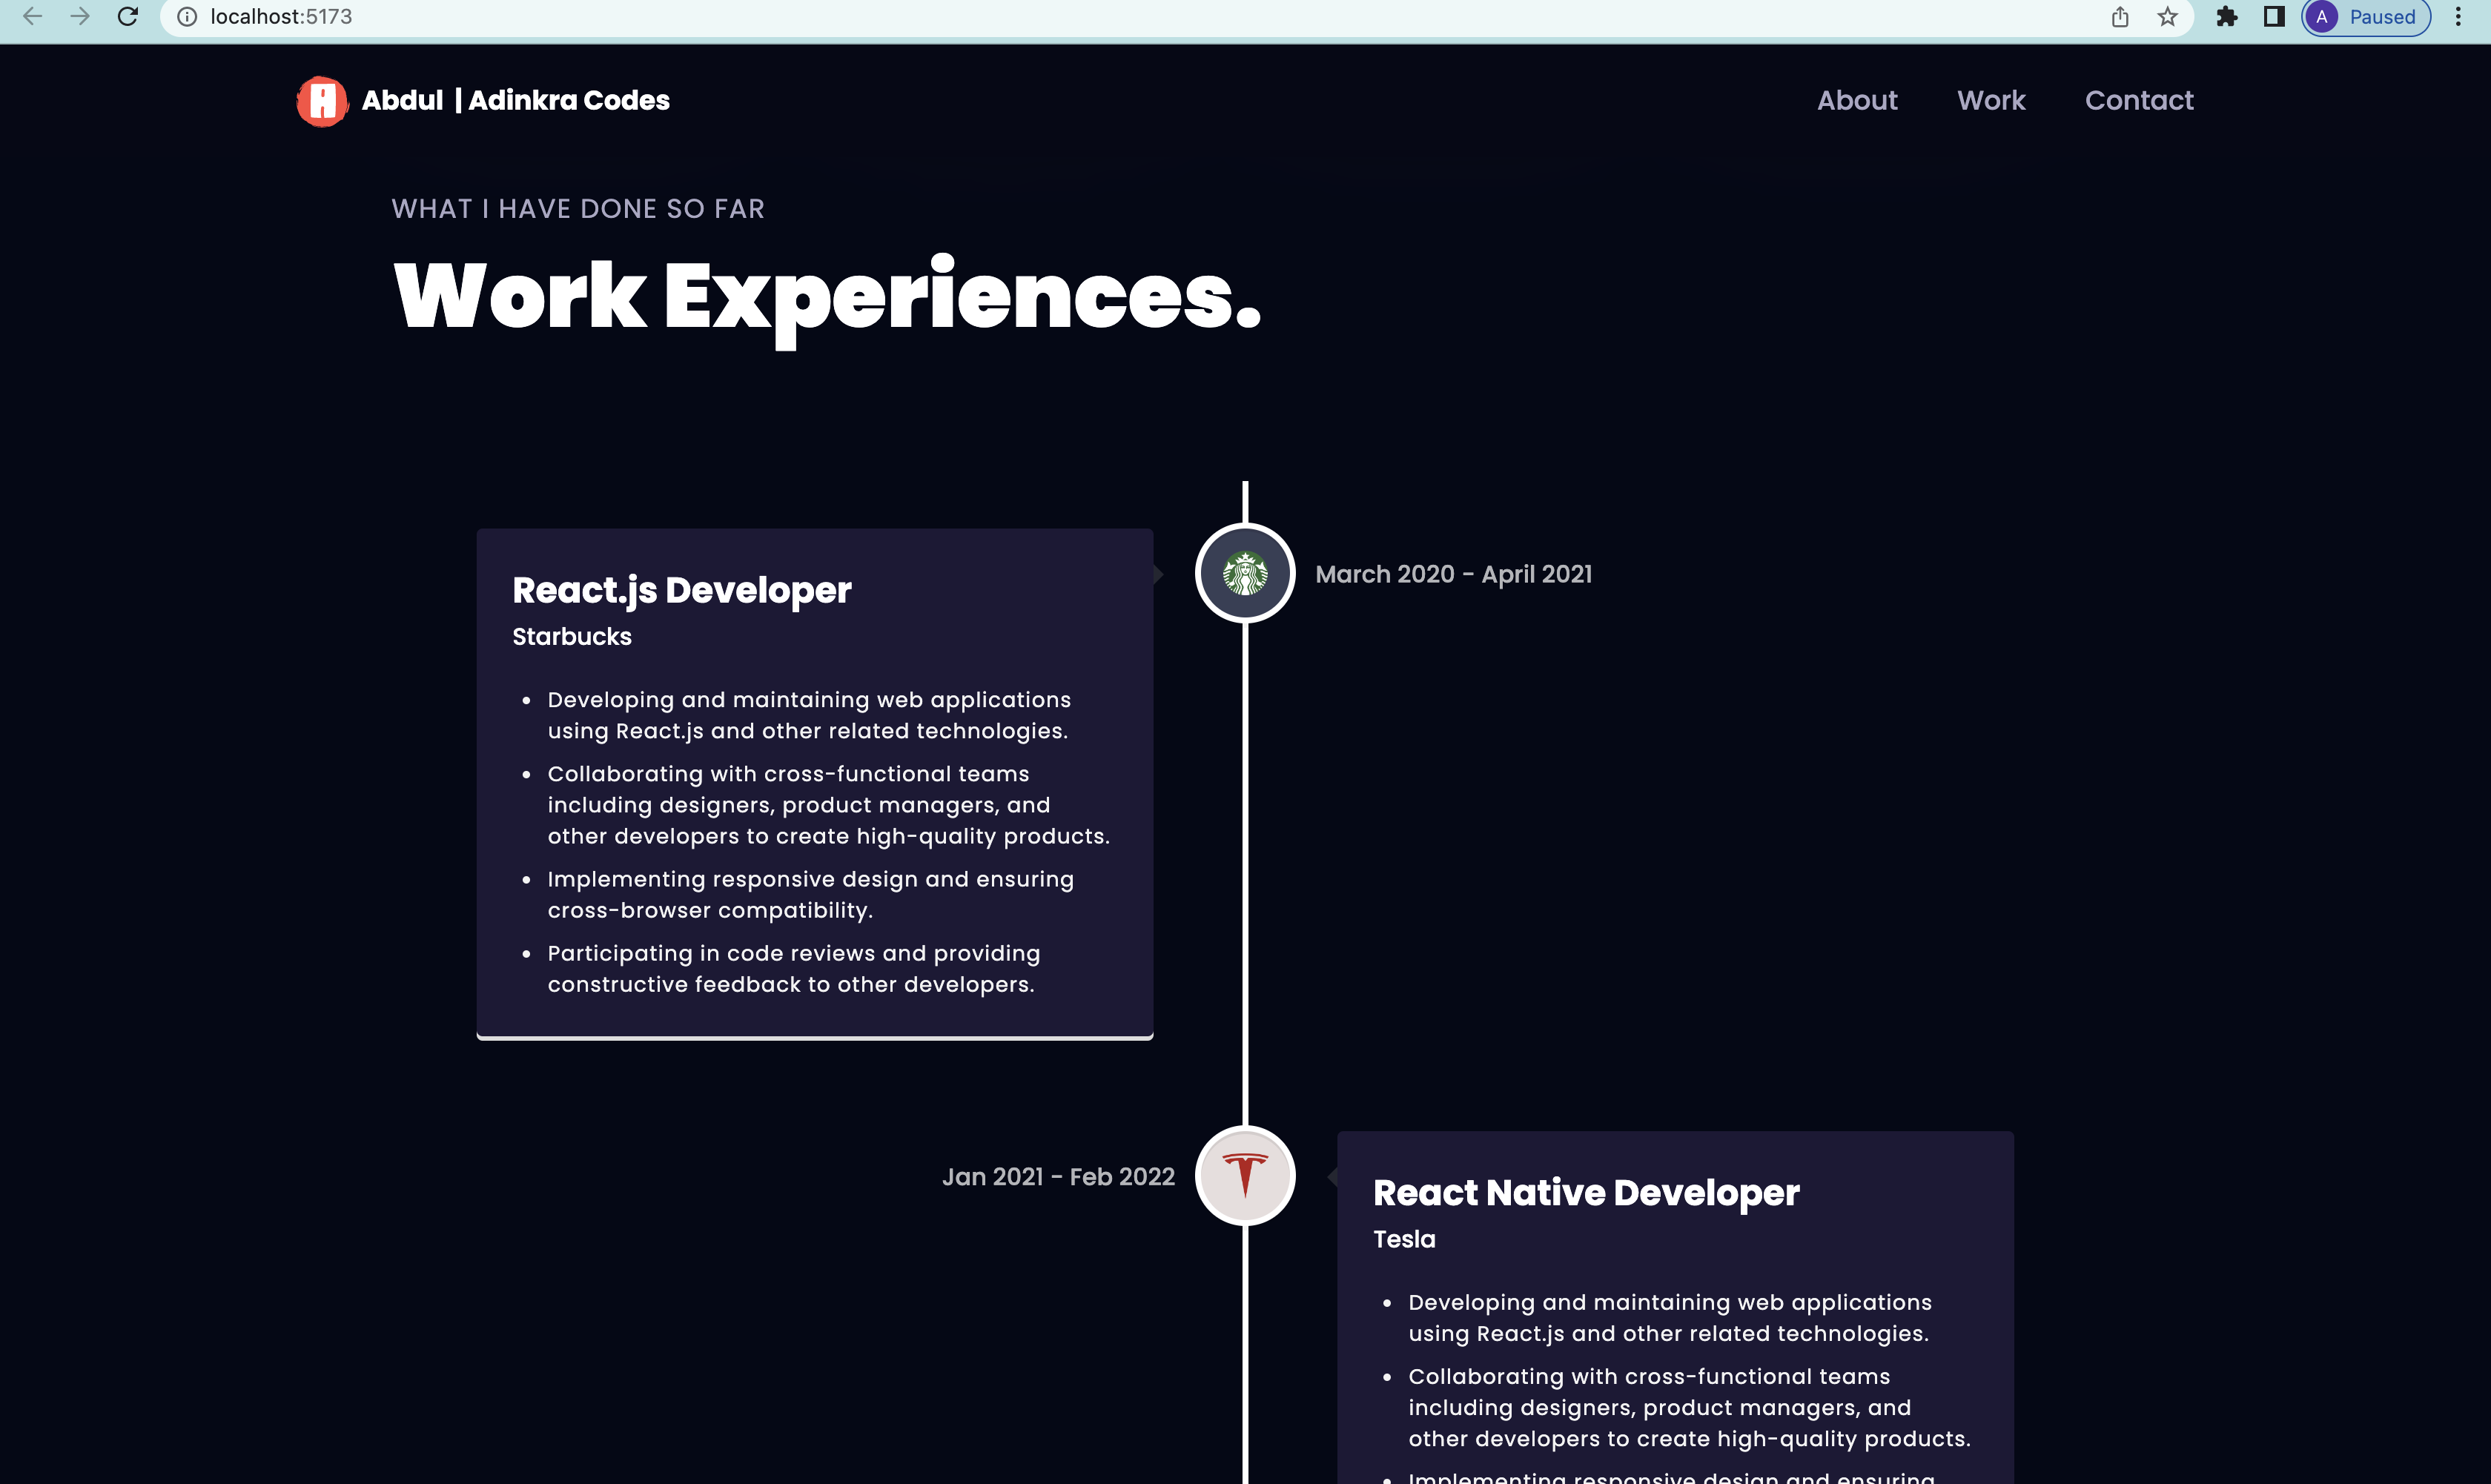 localhost:5173
A
Paused
Abdul | Adinkra Codes
About
Work
Contact
WHAT I HAVE DONE SO FAR
Work Experiences.
React.js Developer
Starbucks
March 2020 - April 2021
• Developing and maintaining web applications
using React.js and other related technologies.
• Collaborating with cross-functional teams
including designers, product managers, and
other developers to create high-quality products.
• Implementing responsive design and ensuring
cross-browser compatibility.
• Participating in code reviews and providing
constructive feedback to other developers.
Jan 2021 - Feb 2022
React Native Developer
Tesla
• Developing and maintaining web applications
using React.js and other related technologies.
• Collaborating with cross-functional teams
including designers, product managers, and
other developers to create high-quality products.
• Implementing responsive design and ensuring